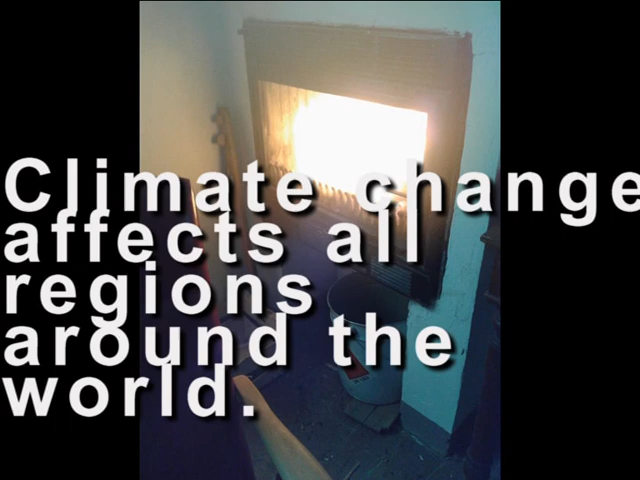 Climate change
affects all
regions
around the
world.